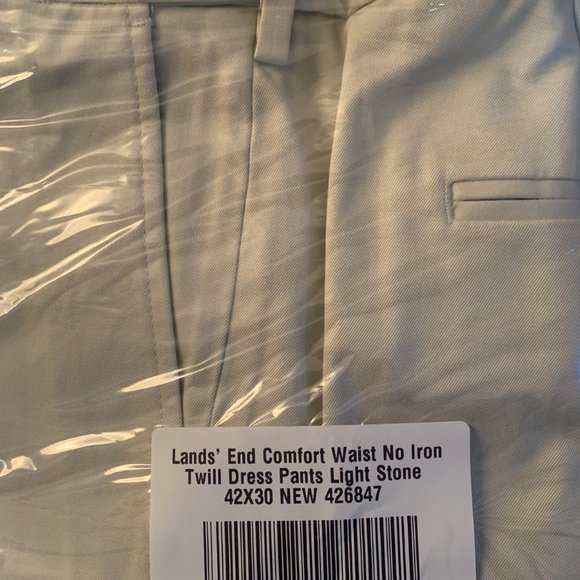 Lands' End Comfort Waist No Iron
Twill Dress Pants Light Stone
42X30 NEW 426847